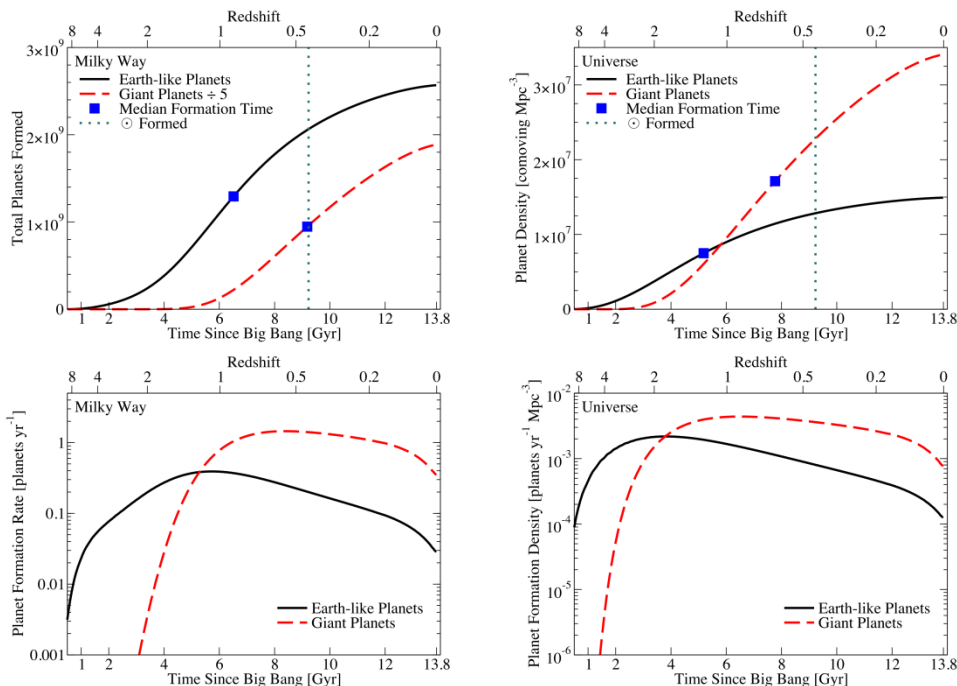 Redshift
8 4 2 1 0.5 0.2 0
3×10⁹
Milky Way
Earth-like Planets
Giant Planets ÷ 5
Median Formation Time
☉ Formed
2×10⁹
1×10⁹
0
Total Planets Formed
1 2 4 6 8 10 12 13.8
Time Since Big Bang [Gyr]
Redshift
8 4 2 1 0.5 0.2 0
Universe
Earth-like Planets
Giant Planets
Median Formation Time
☉ Formed
3×10⁷
2×10⁷
1×10⁷
0
Planet Density [comoving Mpc⁻³]
1 2 4 6 8 10 12 13.8
Time Since Big Bang [Gyr]
Redshift
8 4 2 1 0.5 0.2 0
Milky Way
1
0.1
0.01
0.001
Planet Formation Rate [planets yr⁻¹]
Earth-like Planets
Giant Planets
1 2 4 6 8 10 12 13.8
Time Since Big Bang [Gyr]
Redshift
8 4 2 1 0.5 0.2 0
10⁻²
Universe
10⁻³
10⁻⁴
10⁻⁵
10⁻⁶
Planet Formation Density [planets yr⁻¹ Mpc⁻³]
Earth-like Planets
Giant Planets
1 2 4 6 8 10 12 13.8
Time Since Big Bang [Gyr]